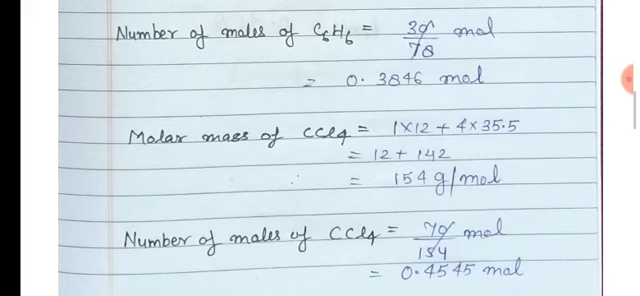 Number of moles of C6H6 = 30/78 mol
= 0.3846 mol
Molar mass of CCl4 = 1×12 + 4×35.5
= 12 + 142
= 154 g/mol
Number of moles of CCl4 = 70/154 mol
= 0.4545 mol